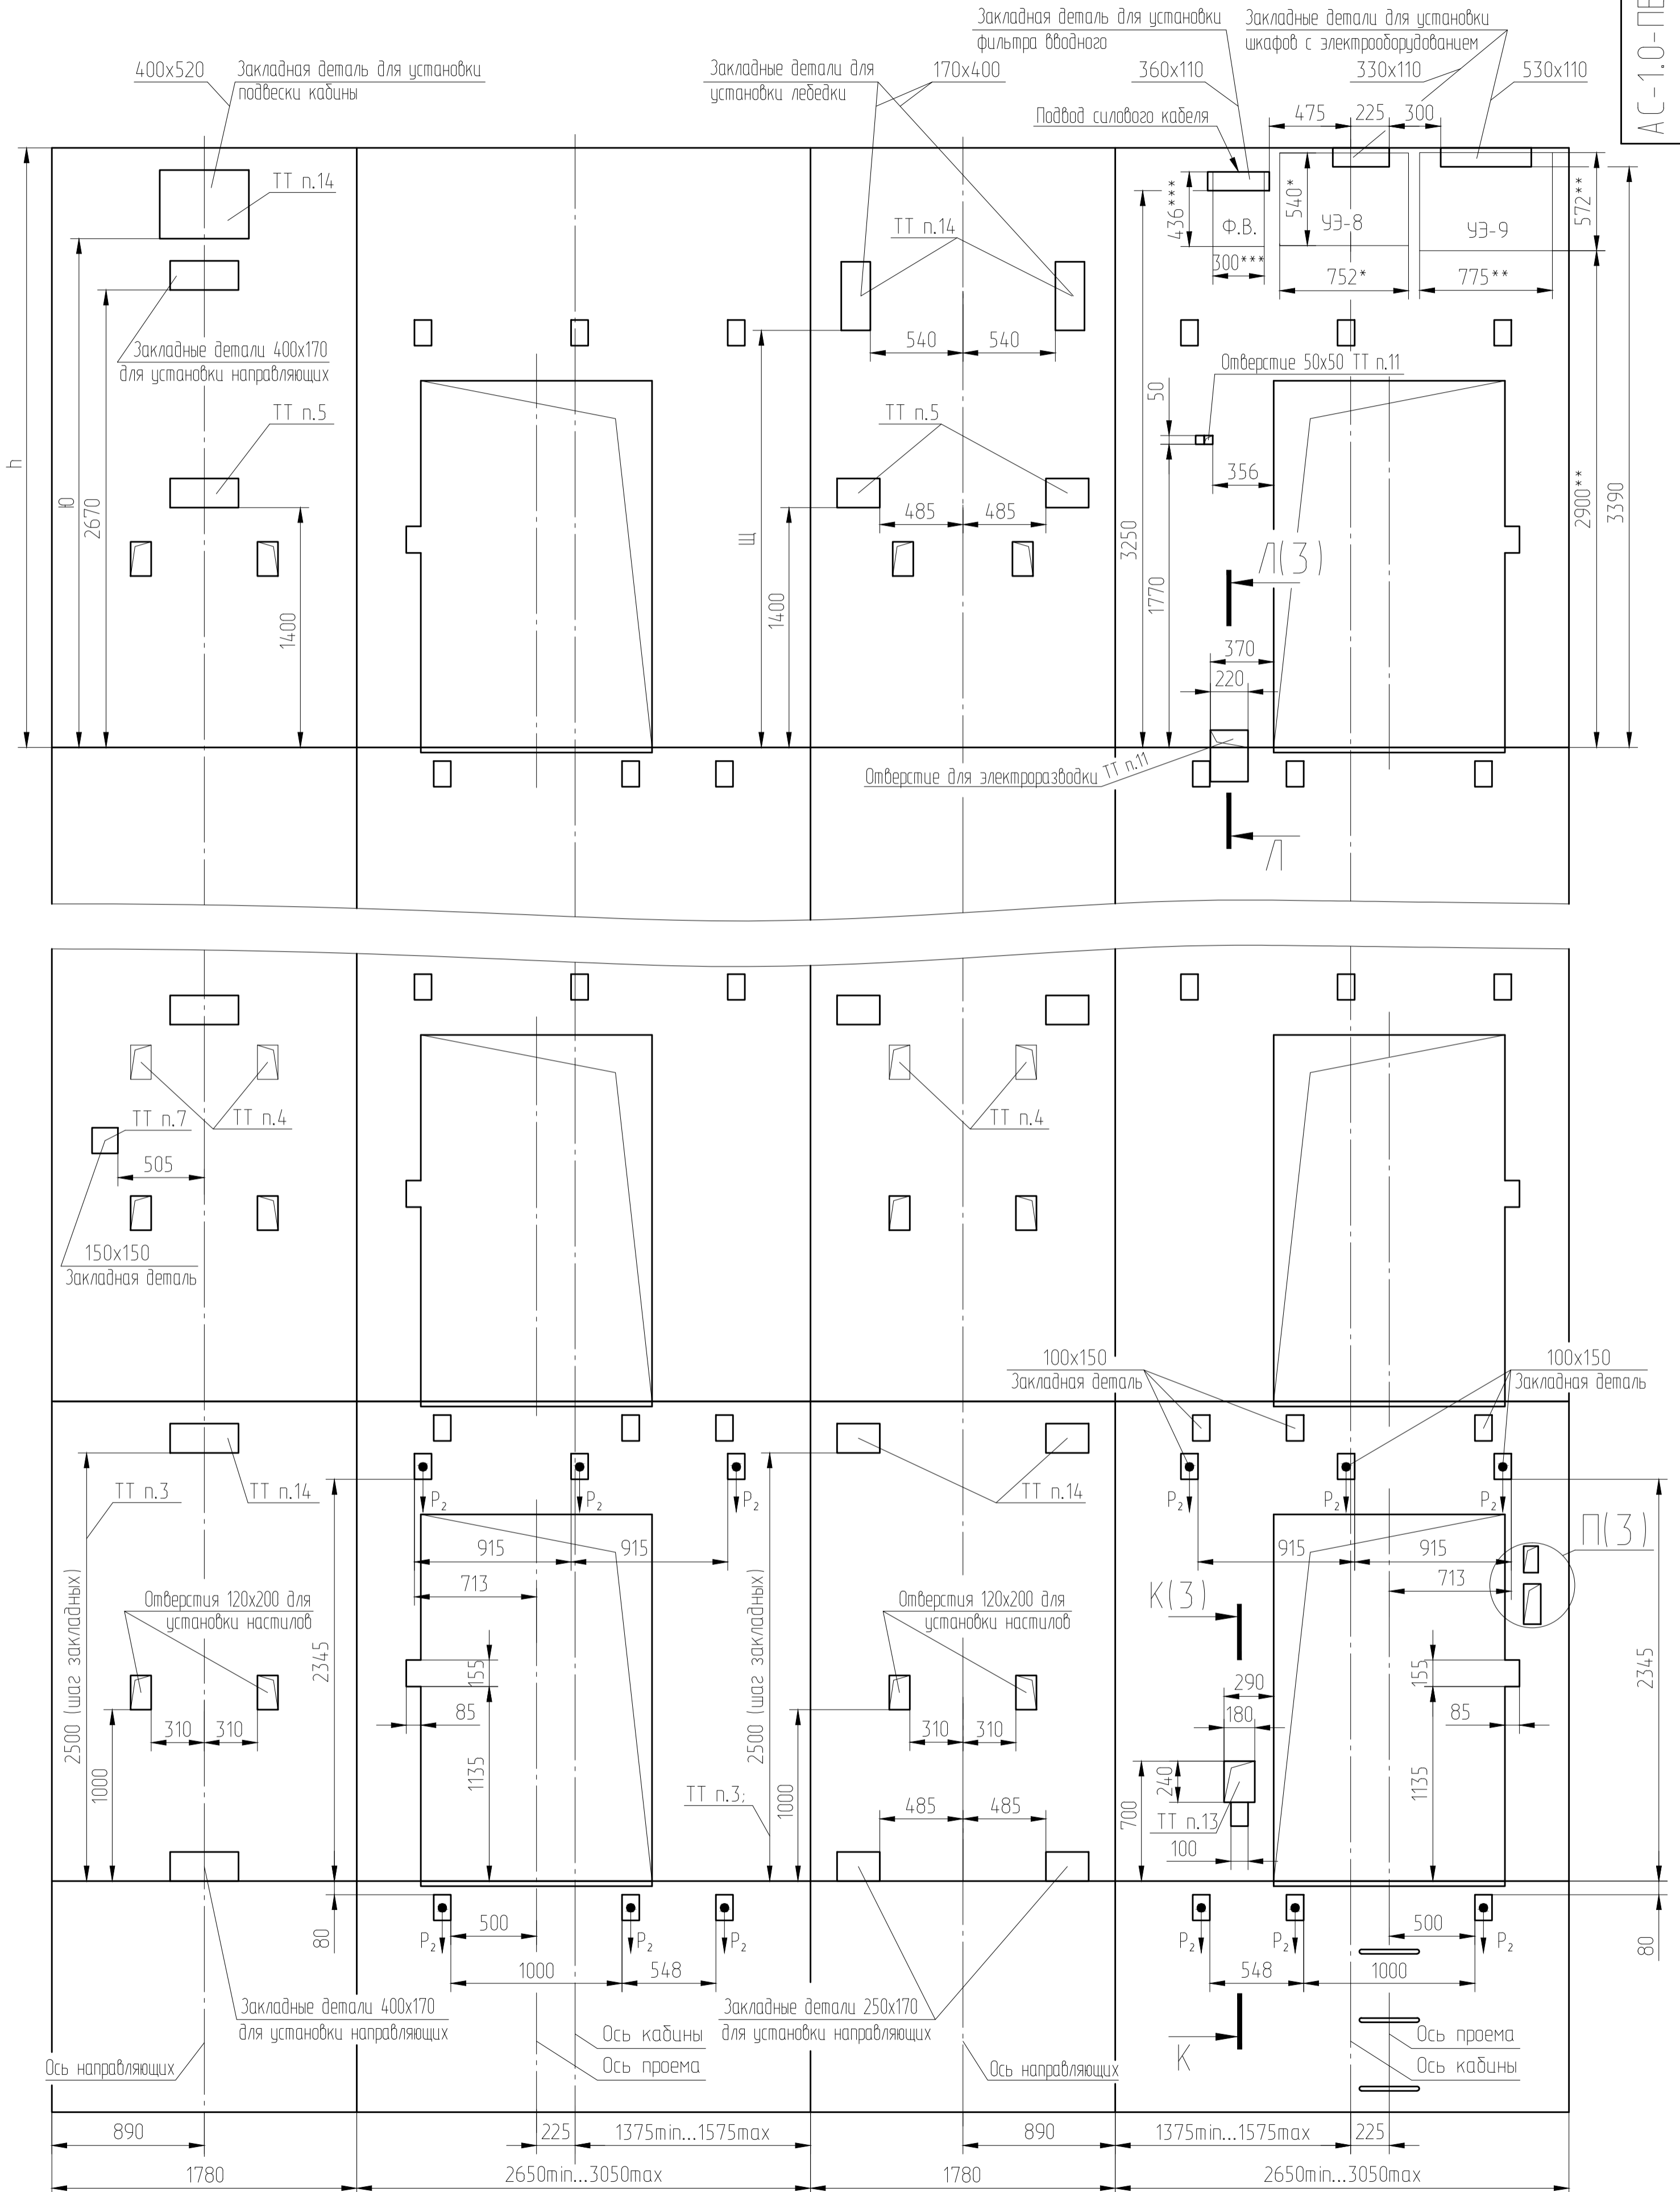 АС-1.0-ПБ
400х520
Закладная деталь для установки
подвески кабины
Закладные детали для
установки лебедки
170х400
Закладная деталь для установки
фильтра вводного
Закладные детали для установки
шкафов с электрооборудованием
360х110
330х110
530х110
Подвод силового кабеля
475
225
300
ТТ п.14
436***
Ф.В.
300***
540*
УЭ-8
752*
УЭ-9
775**
572**
ТТ п.14
Закладные детали 400х170
для установки направляющих
540
540
Отверстие 50х50 ТТ п.11
50
356
ТТ п.5
ТТ п.5
485
485
h
Ю
2670
1400
Щ
1400
3250
1770
Л(3)
2900**
3390
370
220
Отверстие для электроразводки ТТ п.11
Л
ТТ п.7
ТТ п.4
505
150х150
Закладная деталь
ТТ п.4
100х150
Закладная деталь
100х150
Закладная деталь
ТТ п.3
ТТ п.14
P2
P2
P2
ТТ п.14
P2
P2
P2
915
915
713
915
915
713
П(3)
К(3)
Отверстия 120х200 для
установки настилов
Отверстия 120х200 для
установки настилов
2500 (шаг закладных)
2345
155
85
1135
2500 (шаг закладных)
310
310
1000
310
310
1000
ТТ п.3;
485
485
290
180
240
700
ТТ п.13
100
155
85
1135
2345
80
P2
P2
P2
500
1000
548
P2
P2
P2
500
548
1000
80
Закладные детали 400х170
для установки направляющих
Закладные детали 250х170
для установки направляющих
Ось направляющих
Ось кабины
Ось проема
Ось направляющих
К
Ось проема
Ось кабины
890
225
1375min...1575max
890
1375min...1575max
225
1780
2650min...3050max
1780
2650min...3050max